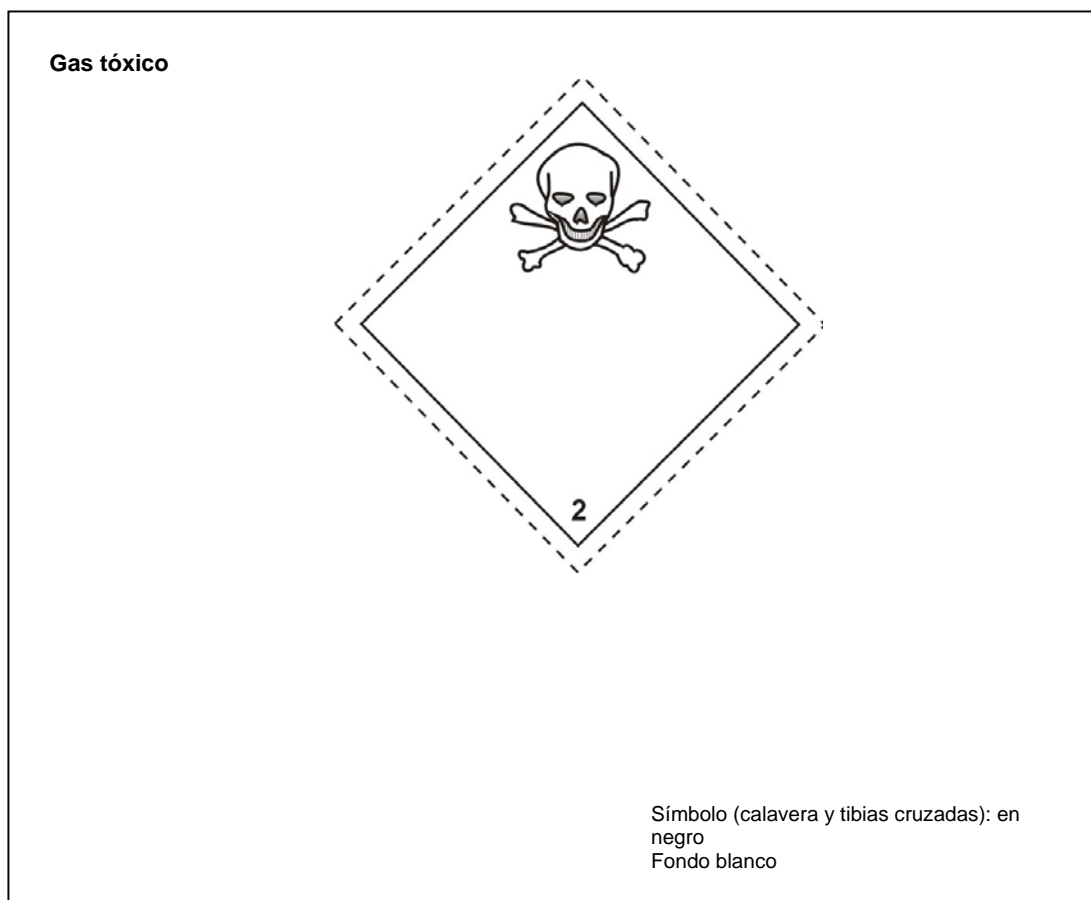 Gas tóxico
2
Símbolo (calavera y tibias cruzadas): en
negro
Fondo blanco